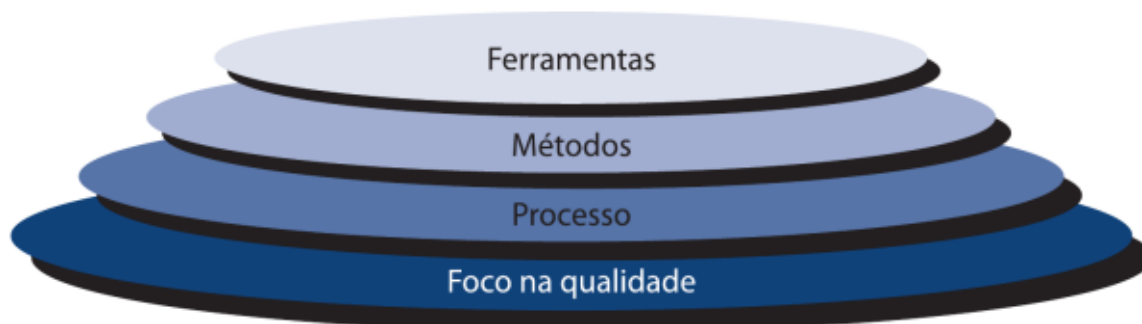 Ferramentas
Métodos
Processo
Foco na qualidade